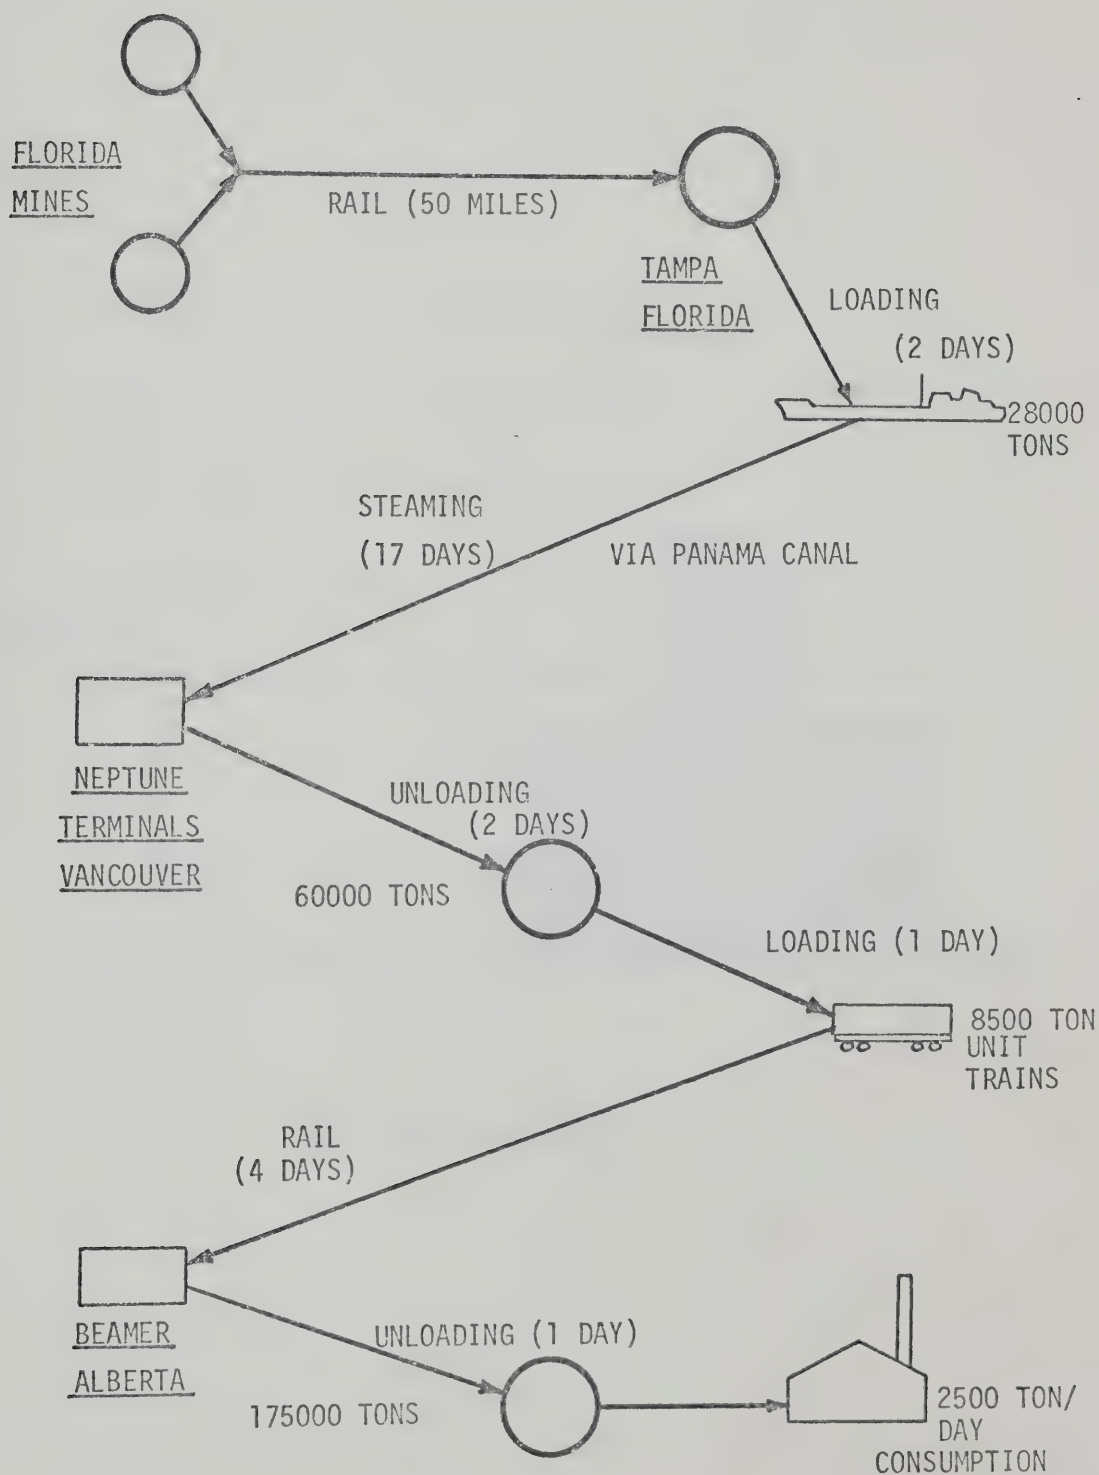 FLORIDA
MINES
RAIL (50 MILES)
TAMPA
FLORIDA
LOADING
(2 DAYS)
28000
TONS
STEAMING
(17 DAYS)
VIA PANAMA CANAL
NEPTUNE
TERMINALS
VANCOUVER
UNLOADING
(2 DAYS)
60000 TONS
LOADING (1 DAY)
8500 TON
UNIT
TRAINS
RAIL
(4 DAYS)
BEAMER
ALBERTA
UNLOADING (1 DAY)
175000 TONS
2500 TON/
DAY
CONSUMPTION